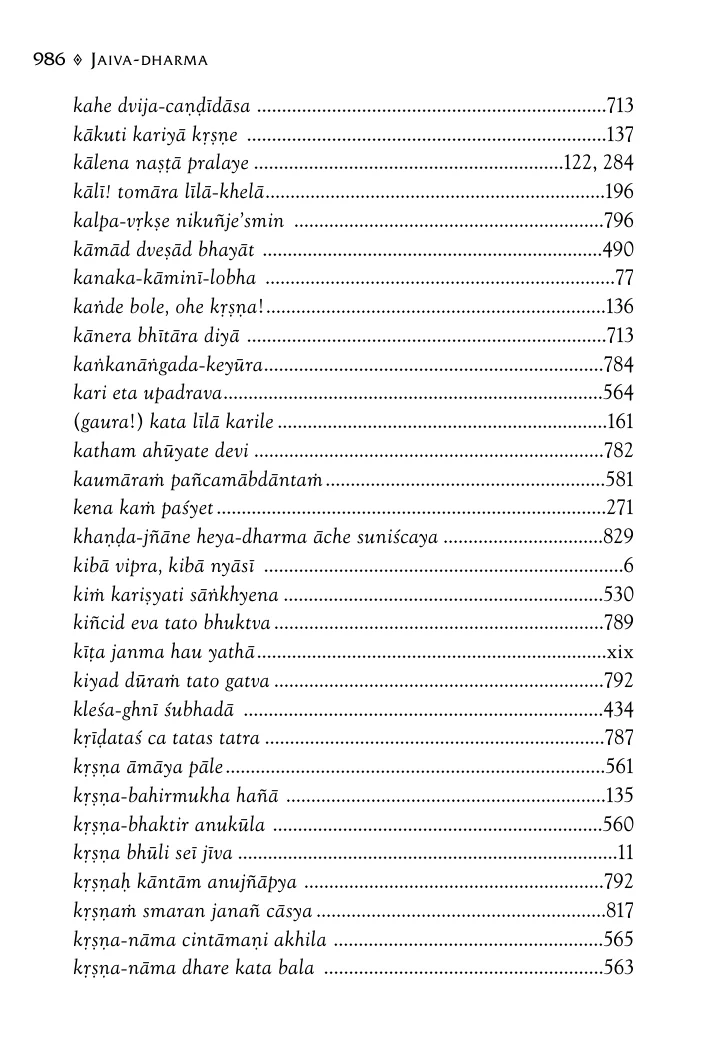 986 ◈ JAIVA-DHARMA
kahe dvija-caṇḍīdāsa ......................................................................713
kākuti kariyā kṛṣṇe ........................................................................137
kālena naṣṭā pralaye ..............................................................122, 284
kālī! tomāra līlā-khelā....................................................................196
kalpa-vṛkṣe nikuñje’smin ..............................................................796
kāmād dveṣād bhayāt ....................................................................490
kanaka-kāminī-lobha ......................................................................77
kaṅde bole, ohe kṛṣṇa!....................................................................136
kānera bhītāra diyā ........................................................................713
kaṅkanāṅgada-keyūra....................................................................784
kari eta upadrava............................................................................564
(gaura!) kata līlā karile ..................................................................161
katham ahūyate devi ......................................................................782
kaumāraṁ pañcamābdāntaṁ........................................................581
kena kaṁ paśyet..............................................................................271
khaṇḍa-jñāne heya-dharma āche suniścaya ................................829
kibā vipra, kibā nyāsī ........................................................................6
kiṁ kariṣyati sāṅkhyena ................................................................530
kiñcid eva tato bhuktva..................................................................789
kīṭa janma hau yathā......................................................................xix
kiyad dūraṁ tato gatva ..................................................................792
kleśa-ghnī śubhadā ........................................................................434
kṛīḍataś ca tatas tatra ....................................................................787
kṛṣṇa āmāya pāle............................................................................561
kṛṣṇa-bahirmukha hañā ................................................................135
kṛṣṇa-bhaktir anukūla ..................................................................560
kṛṣṇa bhūli seī jīva ............................................................................11
kṛṣṇaḥ kāntām anujñāpya ............................................................792
kṛṣṇaṁ smaran janañ cāsya..........................................................817
kṛṣṇa-nāma cintāmaṇi akhila ......................................................565
kṛṣṇa-nāma dhare kata bala ........................................................563